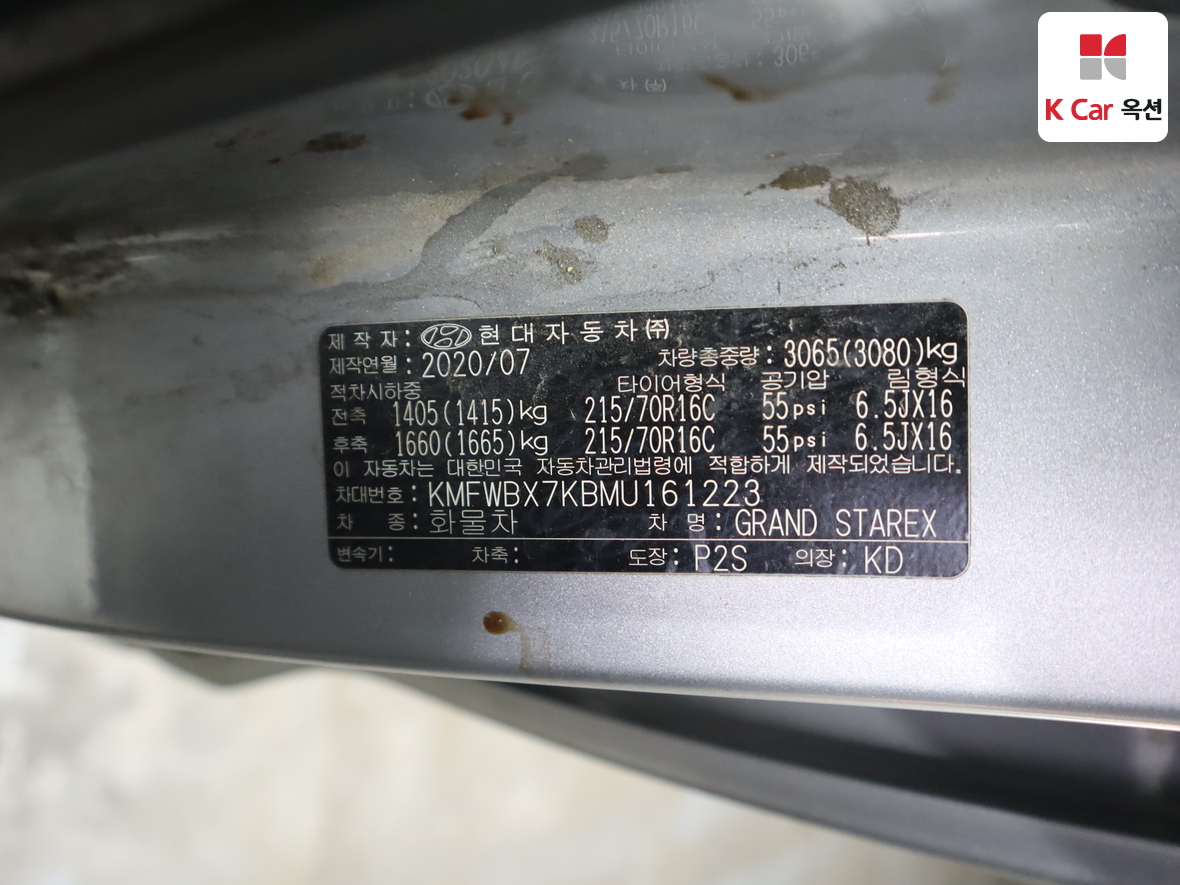 K Car 옥션
제 작 자 : 현 대 자 동 차 ㈜
제작연월 : 2020/07 차량총중량 : 3065(3080)kg
적차시하중 타이어형식 공기압 림형식
전축 1405(1415)kg 215/70R16C 55psi 6.5JX16
후축 1660(1665)kg 215/70R16C 55psi 6.5JX16
이 자동차는 대한민국 자동차관리법령에 적합하게 제작되었습니다.
차대번호 : KMFWBX7KBMU161223
차 종 : 화물차 차 명 : GRAND STAREX
변속기 : 차축 : 도장 : P2S 의장 : KD